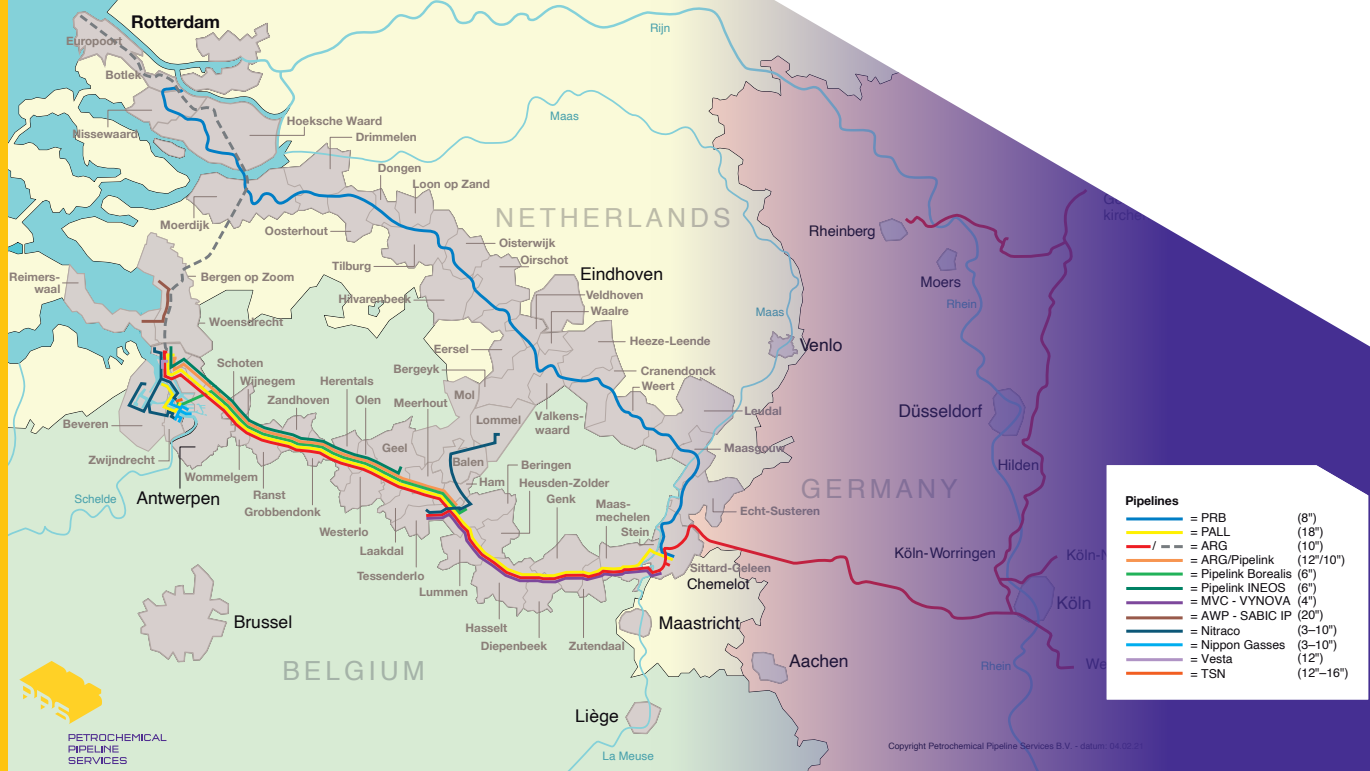 Rotterdam
Rijn
Europoort
Botlek
Maas
Hoeksche Waard
Nissewaard
Drimmelen
Dongen
Loon op Zand
NETHERLANDS
Moerdijk
Oosterhout
Rheinberg
Oisterwijk
Oirschot
Tilburg
Eindhoven
Reimers-
waal
Bergen op Zoom
Moers
Veldhoven
Hilvarenbeek
Waalre
Rhein
Maas
Woensdrecht
Heeze-Leende
Venlo
Eersel
Schoten
Bergeyk
Cranendonck
Wijnegem
Herentals
Weert
Zandhoven
Olen
Meerhout
Mol
Düsseldorf
Leudal
Lommel
Valkens-
waard
Beveren
Geel
Maasgouw
Zwijndrecht
Balen
Beringen
Hilden
Wommelgem
Ham
Heusden-Zolder
GERMANY
Antwerpen
Schelde
Ranst
Genk
Maas-
mechelen
Grobbendonk
Echt-Susteren
Westerlo
Stein
Laakdal
Köln-Worringen
Sittard-Geleen
Tessenderlo
Chemelot
Lummen
Köln
Brussel
Hasselt
Maastricht
Diepenbeek
Zutendaal
Aachen
Rhein
BELGIUM
Liège
La Meuse
PETROCHEMICAL
PIPELINE
SERVICES
Copyright Petrochemical Pipeline Services B.V. - datum:
Pipelines
= PRB (8")
= PALL (18")
/ = ARG (10")
= ARG/Pipelink (12"/10")
= Pipelink Borealis (6")
= Pipelink INEOS (6")
= MVC - VYNOVA (4")
= AWP - SABIC IP (20")
= Nitraco (3–10")
= Nippon Gasses (3–10")
= Vesta (12")
= TSN (12"–16")